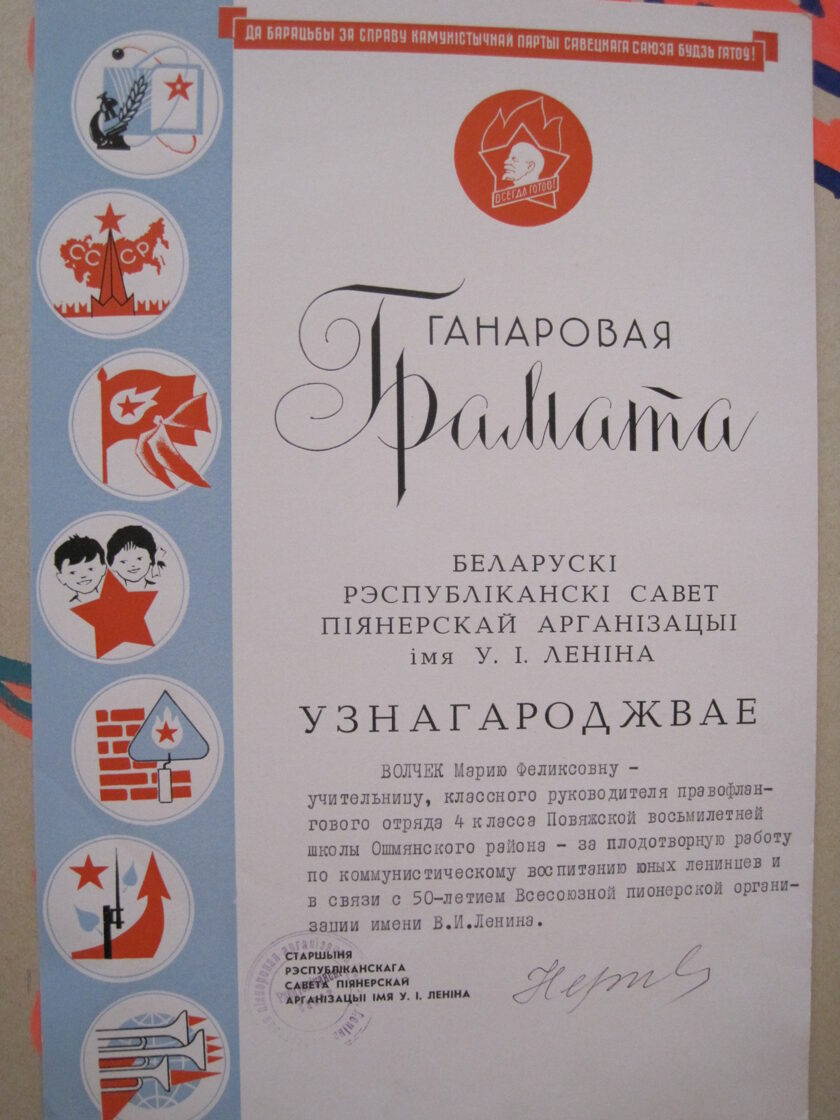 ДА БАРАЦЬБЫ ЗА СПРАВУ КАМУНІСТЫЧНАЙ ПАРТЫІ САВЕЦКАГА САЮЗА БУДЗЬ ГАТОЎ!
ВСЕГДА ГОТОВ!
СССР
ГАНАРОВАЯ
Грамата
БЕЛАРУСКІ
РЭСПУБЛІКАНСКІ САВЕТ
ПІЯНЕРСКАЙ АРГАНІЗАЦЫІ
імя У. І. ЛЕНІНА
УЗНАГАРОДЖВАЕ
ВОЛЧЕК Марию Феликсовну -
учительницу, классного руководителя правофлан-
гового отряда 4 класса Повяжской восьмилетней
школы Ошмянского района - за плодотворную работу
по коммунистическому воспитанию юных ленинцев и
в связи с 50-летием Всесоюзной пионерской органи-
зации имени В.И.Ленина.
СТАРШЫНЯ
РЭСПУБЛІКАНСКАГА
САВЕТА ПІЯНЕРСКАЙ
АРГАНІЗАЦЫІ ІМЯ У. І. ЛЕНІНА